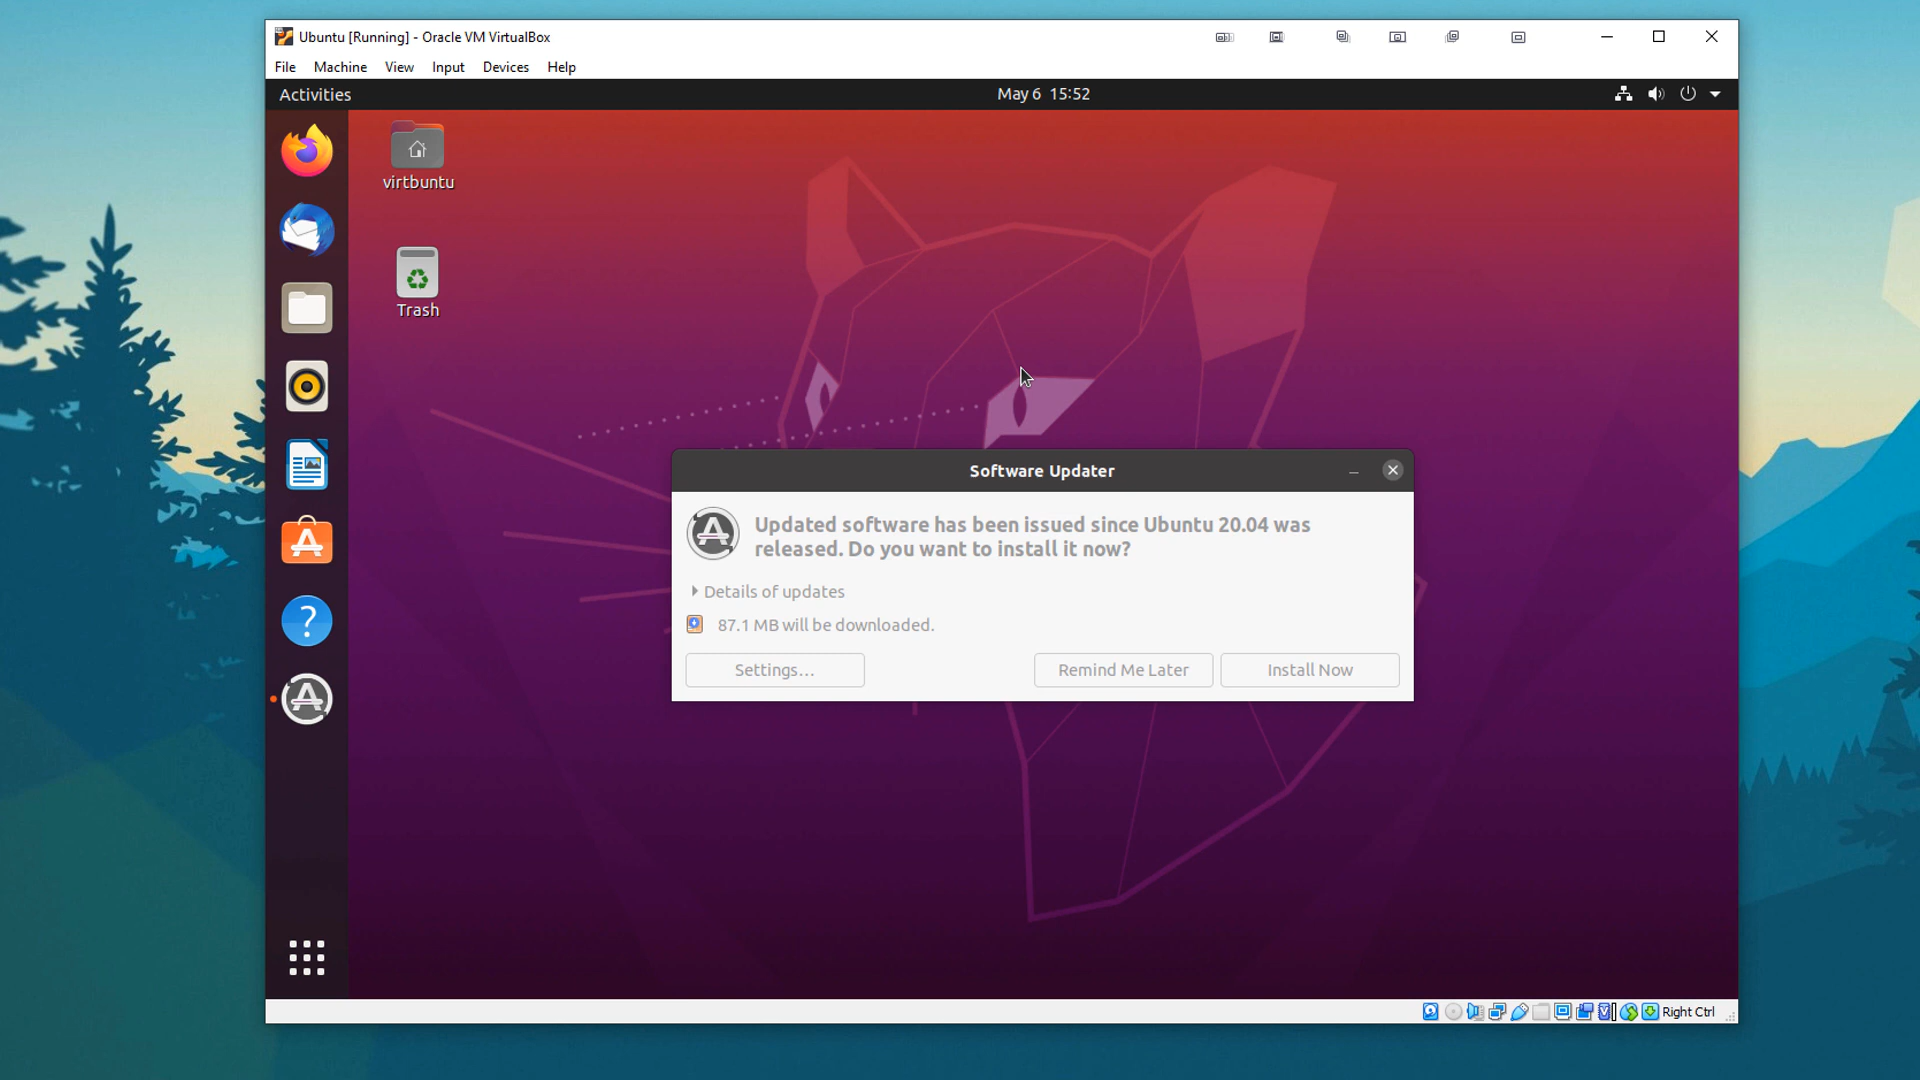 Ubuntu [Running] - Oracle VM VirtualBox
File Machine View Input Devices Help
Activities
May 6 15:52
virtbuntu
Trash
Software Updater
Updated software has been issued since Ubuntu 20.04 was
released. Do you want to install it now?
Details of updates
87.1 MB will be downloaded.
Settings…
Remind Me Later
Install Now
Right Ctrl